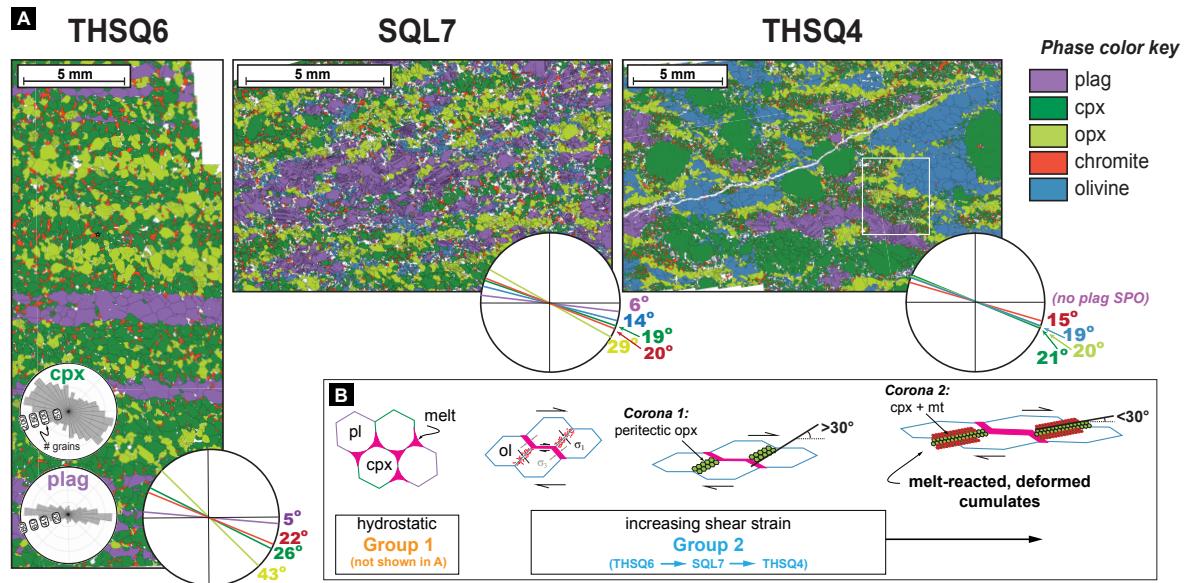 A
THSQ6
SQL7
THSQ4
5 mm
5 mm
5 mm
Phase color key
plag
cpx
opx
chromite
olivine
cpx
# grains
plag
5°
22°
26°
43°
6°
14°
19°
20°
29°
(no plag SPO)
15°
19°
20°
21°
B
pl
cpx
melt
hydrostatic
Group 1
(not shown in A)
ol
σ1
σ3
Corona 1:
peritectic opx
>30°
Corona 2:
cpx + mt
<30°
melt-reacted, deformed
cumulates
increasing shear strain
Group 2
(THSQ6 → SQL7 → THSQ4)